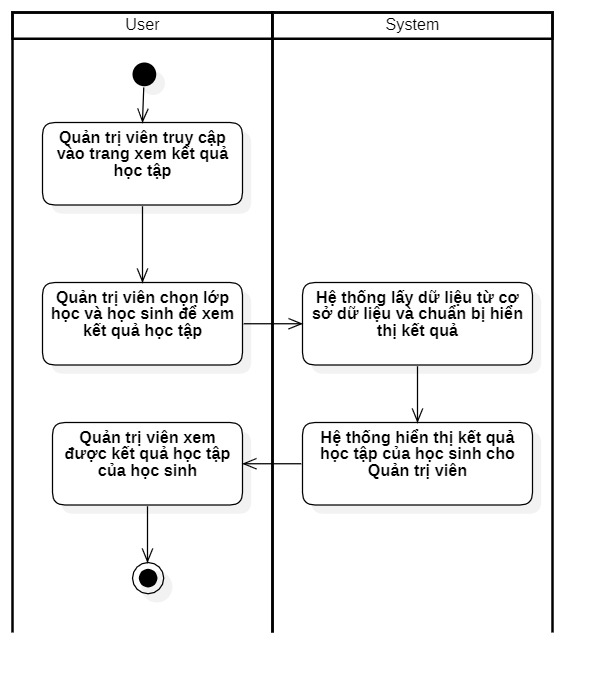 User
System
Quản trị viên truy cập
vào trang xem kết quả
học tập
Quản trị viên chọn lớp
học và học sinh để xem
kết quả học tập
Hệ thống lấy dữ liệu từ cơ
sở dữ liệu và chuẩn bị hiển
thị kết quả
Quản trị viên xem
được kết quả học tập
của học sinh
Hệ thống hiển thị kết quả
học tập của học sinh cho
Quản trị viên